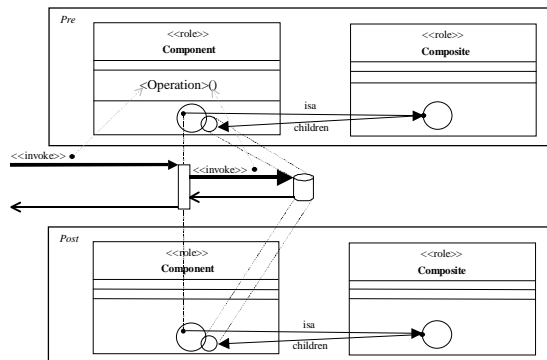 Pre
<<role>>
Component
<<role>>
Composite
<Operation>()
isa
children
<<invoke>>
<<invoke>>
Post
<<role>>
Component
<<role>>
Composite
isa
children